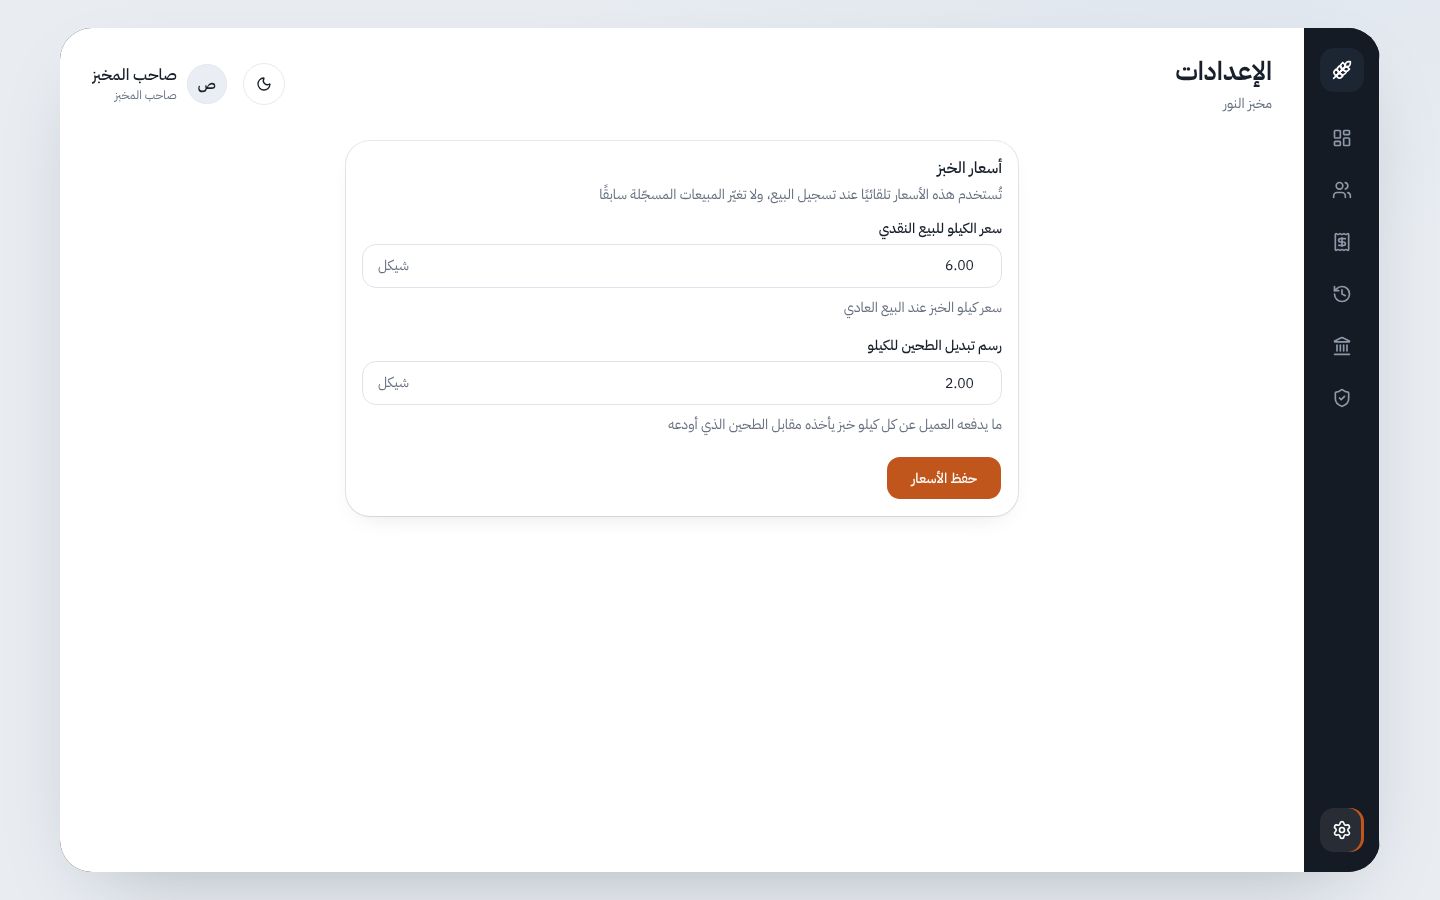 الإعدادات
مخبز النور
صاحب المخبز
صاحب المخبز
ص
أسعار الخبز
تُستخدم هذه الأسعار تلقائيًا عند تسجيل البيع، ولا تغيّر المبيعات المسجّلة سابقًا
سعر الكيلو للبيع النقدي
6.00 شيكل
سعر كيلو الخبز عند البيع العادي
رسم تبديل الطحين للكيلو
2.00 شيكل
ما يدفعه العميل عن كل كيلو خبز يأخذه مقابل الطحين الذي أودعه
حفظ الأسعار